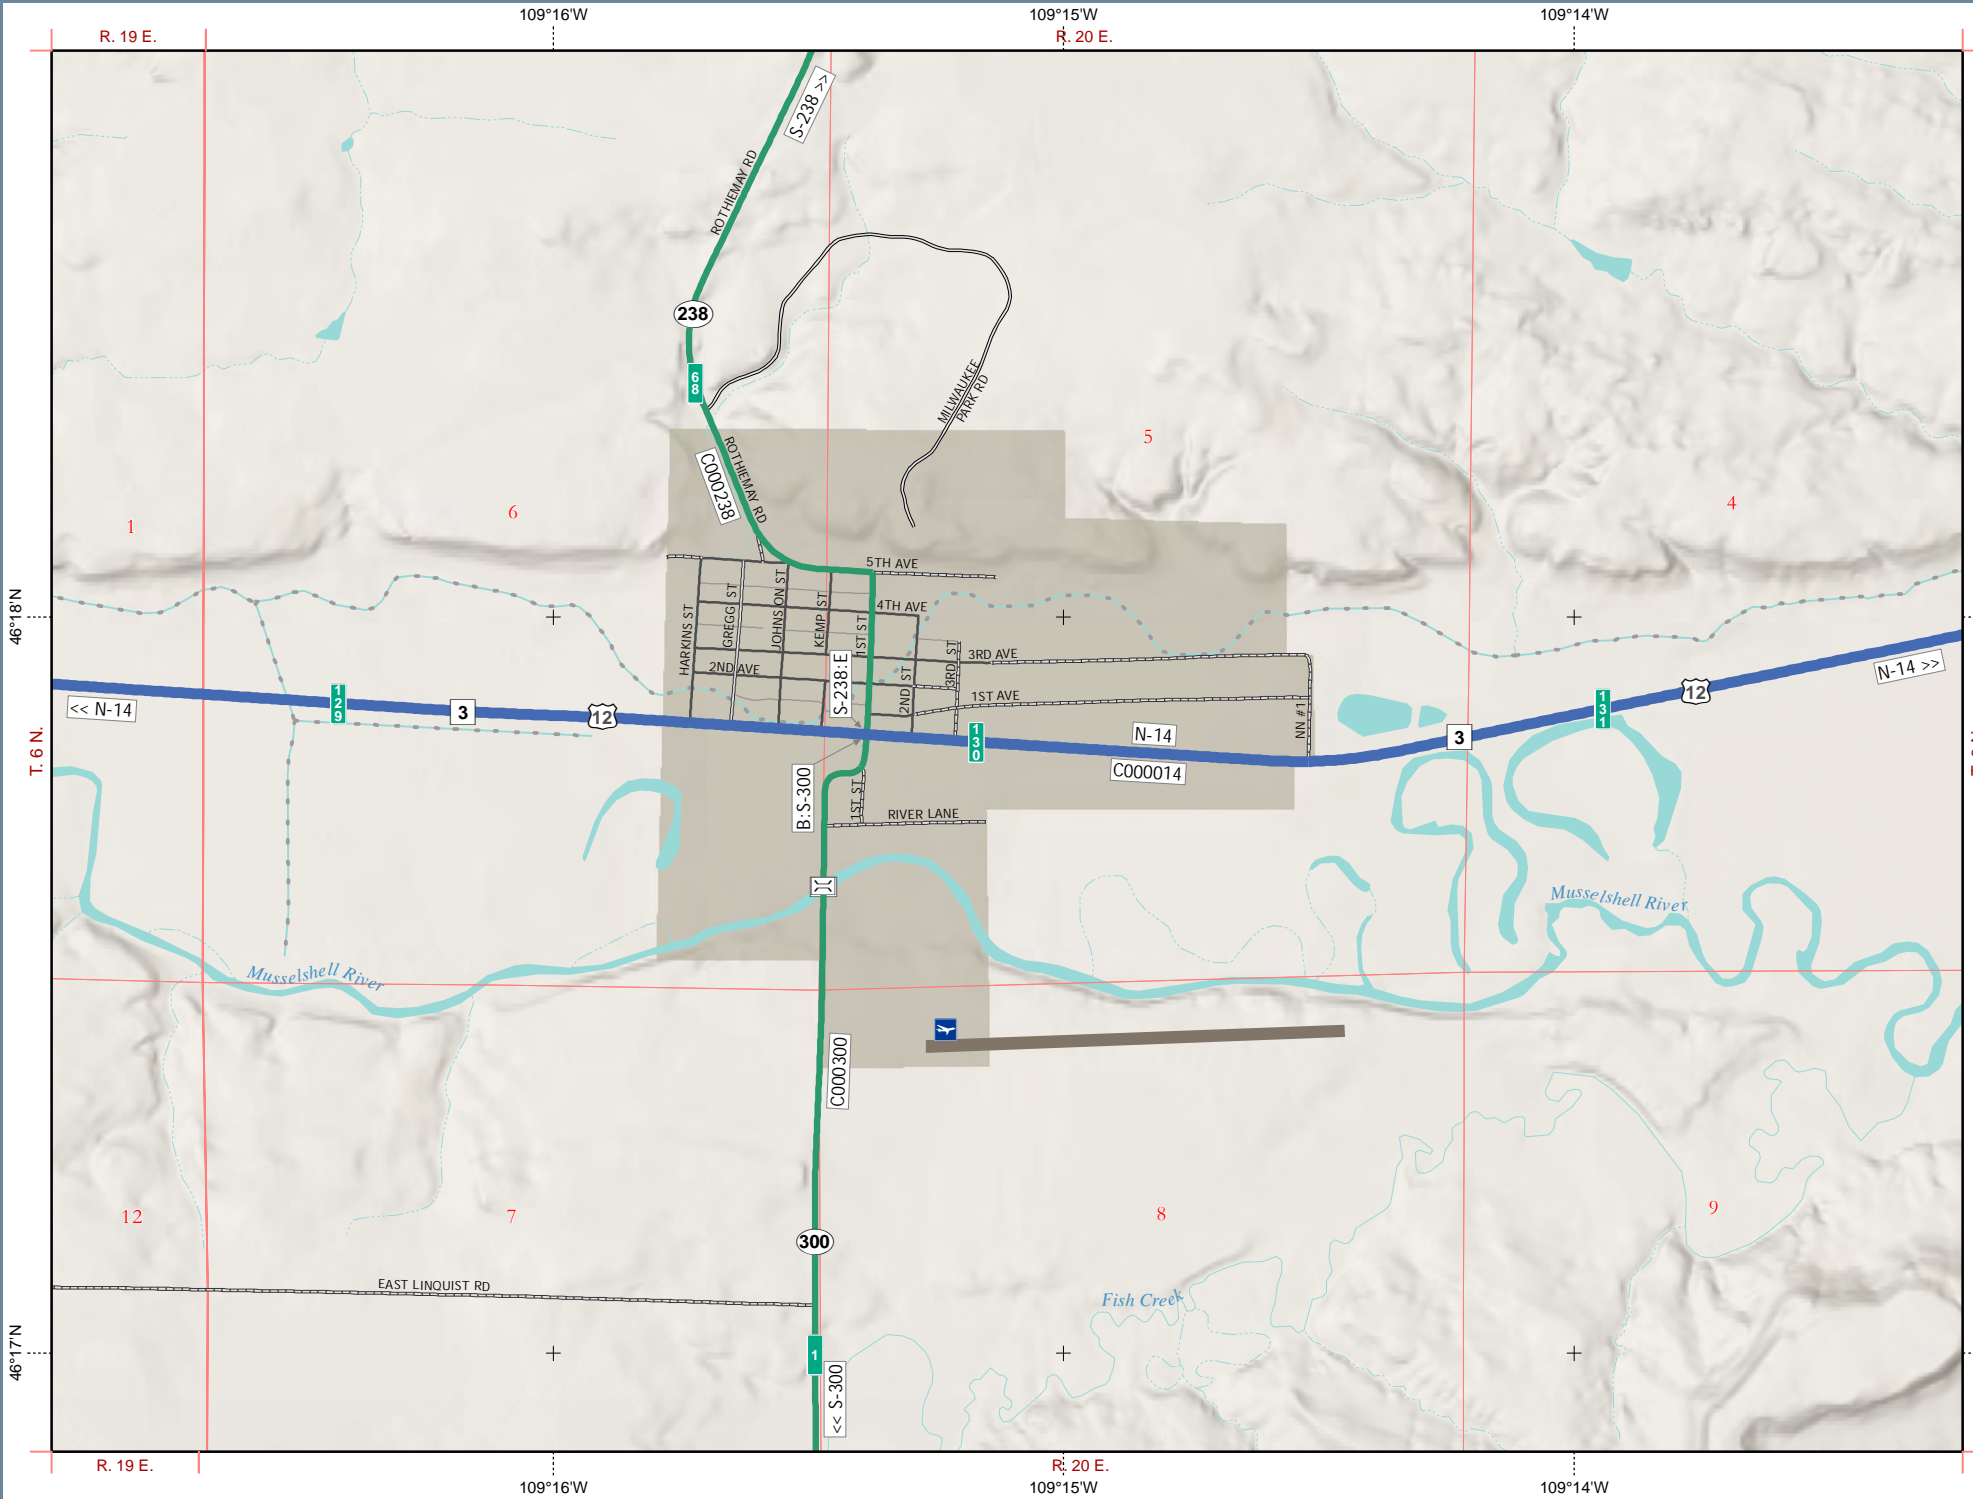 109°16'W
109°15'W
109°14'W
R. 19 E.
R. 20 E.
S-238 >>
ROTHIEMAY RD
238
68
MILWAUKEE
PARK RD
ROTHIEMAY RD
C000238
5
6
4
1
5TH AVE
4TH AVE
HARKINS ST
GREGG ST
JOHNSON ST
KEMP ST
1ST ST
46°18'N
3RD AVE
3RD ST
2ND AVE
2ND ST
1ST AVE
S-238:E
N-14 >>
<< N-14
129
3
12
130
N-14
NN #1
3
131
12
T. 6 N.
C000014
B:S-300
1ST ST
RIVER LANE
Musselshell River
Musselshell River
C000300
12
7
8
9
300
EAST LINQUIST RD
Fish Creek
46°17'N
1
<< S-300
R. 19 E.
R. 20 E.
109°16'W
109°15'W
109°14'W